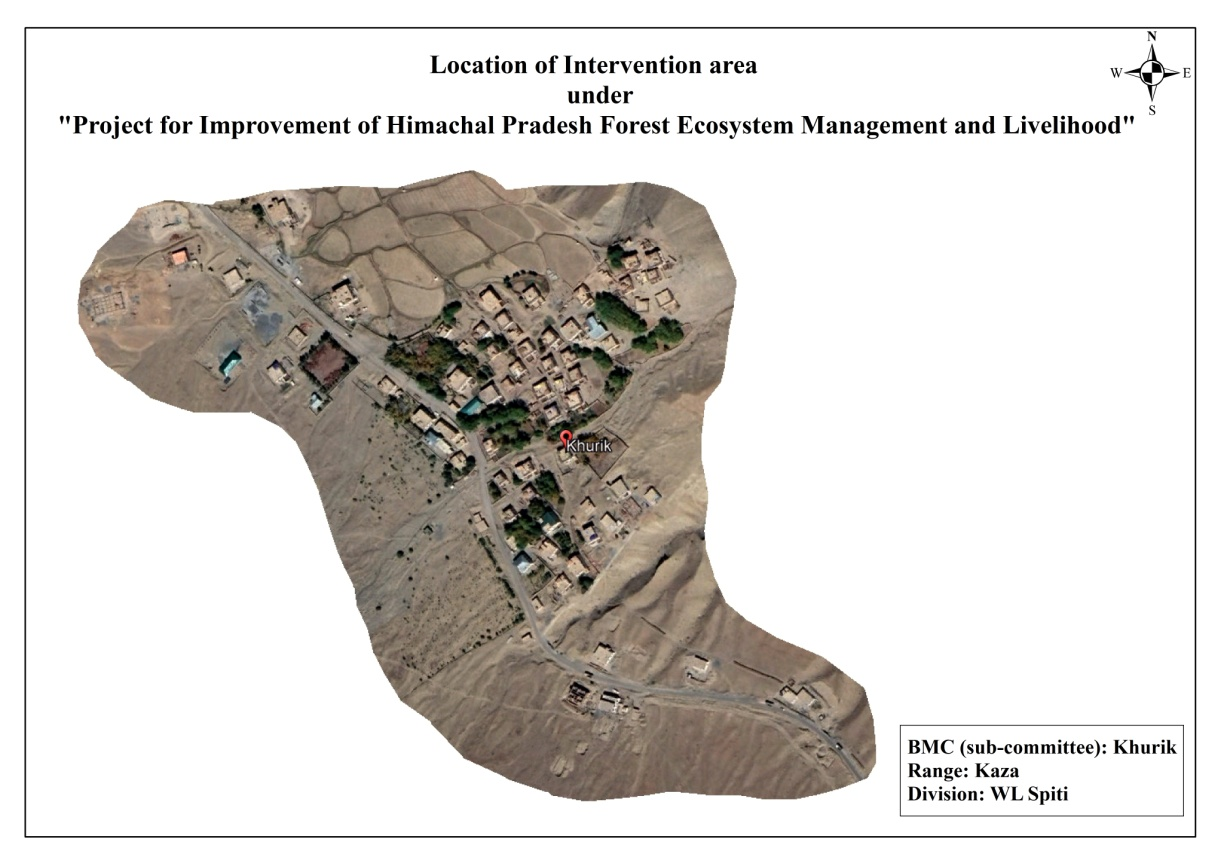 Location of Intervention area
under
"Project for Improvement of Himachal Pradesh Forest Ecosystem Management and Livelihood"
N
W E
S
Khurik
BMC (sub-committee): Khurik
Range: Kaza
Division: WL Spiti